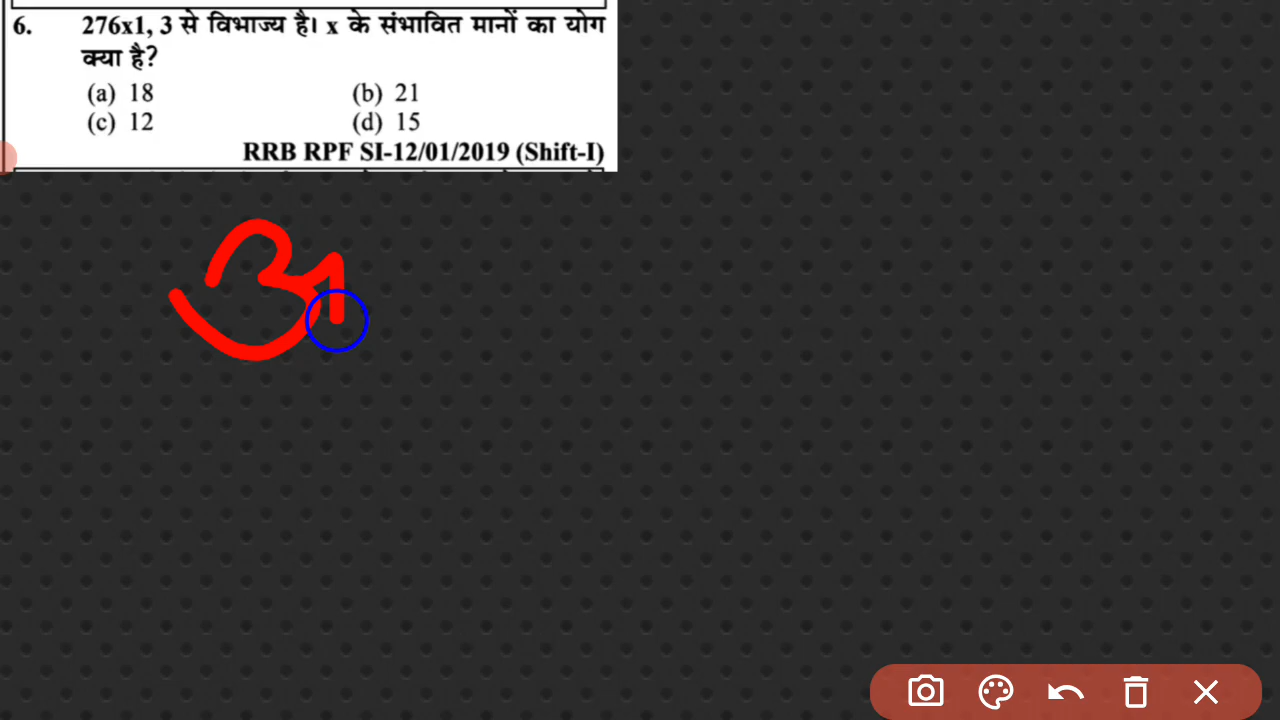 6. 276x1, 3 से विभाज्य है। x के संभावित मानों का योग
क्या है?
(a) 18 (b) 21
(c) 12 (d) 15
RRB RPF SI-12/01/2019 (Shift-I)